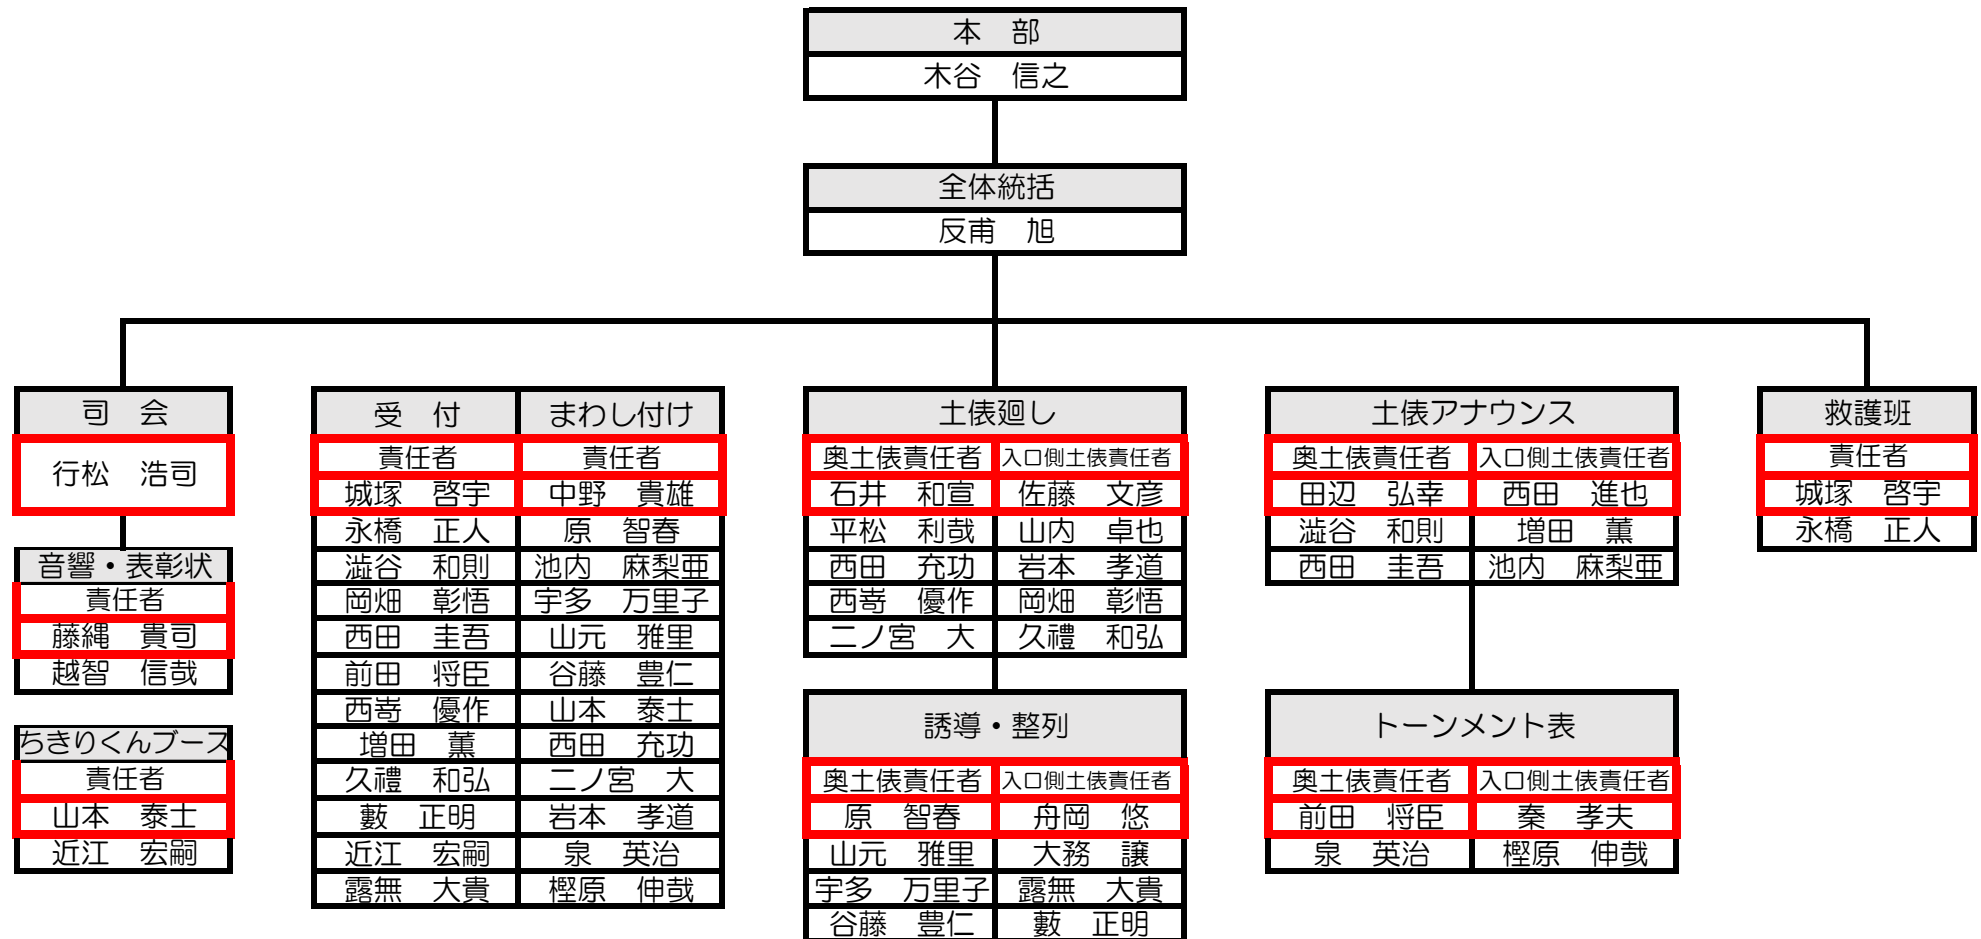 本　部
木谷　信之
全体統括
反甫　旭
司　会
行松　浩司
音響・表彰状
責任者
藤縄　貴司
越智　信哉
ちきりくんブース
責任者
山本　泰士
近江　宏嗣
受　付　まわし付け
責任者　責任者
城塚　啓宇　中野　貴雄
永橋　正人　原　智春
澁谷　和則　池内　麻梨亜
岡畑　彰悟　宇多　万里子
西田　圭吾　山元　雅里
前田　将臣　谷藤　豊仁
西嵜　優作　山本　泰士
増田　薫　西田　充功
久禮　和弘　二ノ宮　大
藪　正明　岩本　孝道
近江　宏嗣　泉　英治
露無　大貴　樫原　伸哉
土俵廻し
奥土俵責任者　入口側土俵責任者
石井　和宣　佐藤　文彦
平松　利哉　山内　卓也
西田　充功　岩本　孝道
西嵜　優作　岡畑　彰悟
二ノ宮　大　久禮　和弘
誘導・整列
奥土俵責任者　入口側土俵責任者
原　智春　舟岡　悠
山元　雅里　大務　譲
宇多　万里子　露無　大貴
谷藤　豊仁　藪　正明
土俵アナウンス
奥土俵責任者　入口側土俵責任者
田辺　弘幸　西田　進也
澁谷　和則　増田　薫
西田　圭吾　池内　麻梨亜
トーンメント表
奥土俵責任者　入口側土俵責任者
前田　将臣　秦　孝夫
泉　英治　樫原　伸哉
救護班
責任者
城塚　啓宇
永橋　正人